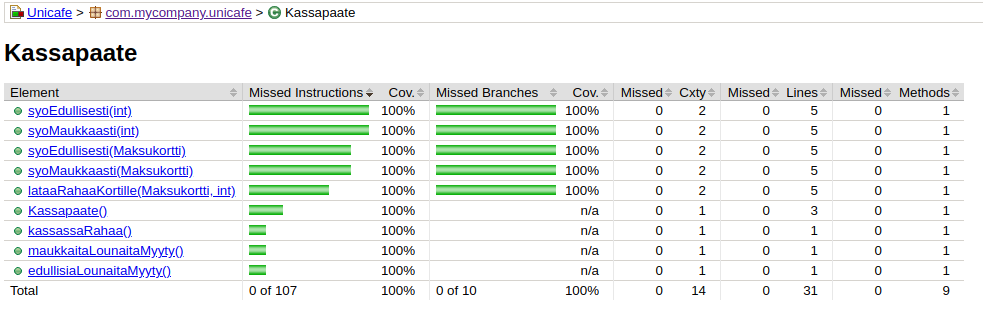 Unicafe > com.mycompany.unicafe > Kassapaate
Kassapaate
Element Missed Instructions Cov. Missed Branches Cov. Missed Cxty Missed Lines Missed Methods
syoEdullisesti(int) 100% 100% 0 2 0 5 0 1
syoMaukkaasti(int) 100% 100% 0 2 0 5 0 1
syoEdullisesti(Maksukortti) 100% 100% 0 2 0 5 0 1
syoMaukkaasti(Maksukortti) 100% 100% 0 2 0 5 0 1
lataaRahaaKortille(Maksukortti, int) 100% 100% 0 2 0 5 0 1
Kassapaate() 100% n/a 0 1 0 3 0 1
kassassaRahaa() 100% n/a 0 1 0 1 0 1
maukkaitaLounaitaMyyty() 100% n/a 0 1 0 1 0 1
edullisiaLounaitaMyyty() 100% n/a 0 1 0 1 0 1
Total 0 of 107 100% 0 of 10 100% 0 14 0 31 0 9